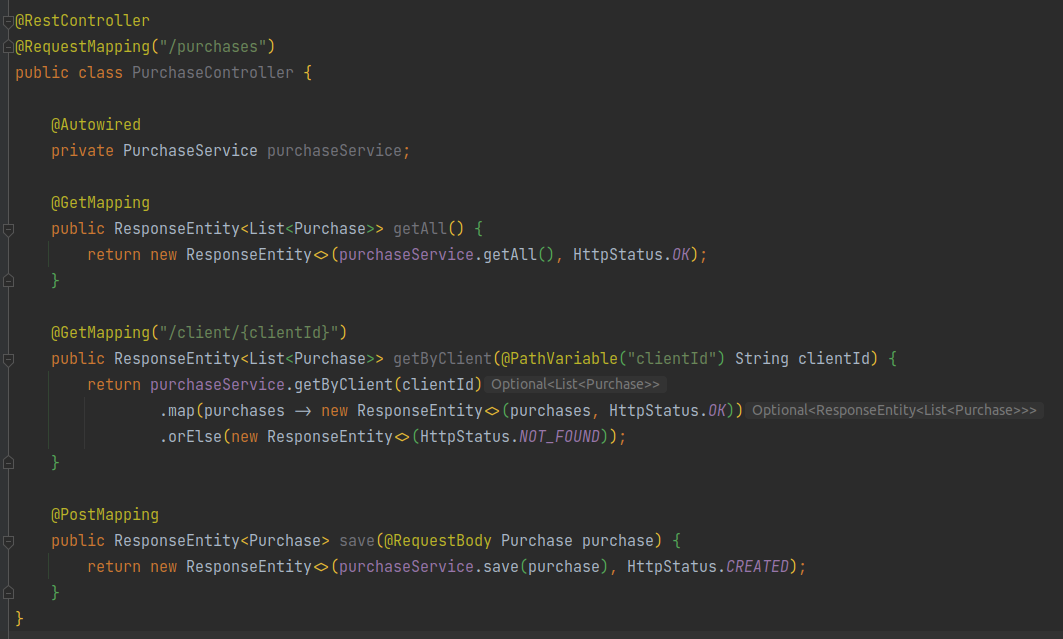 @RestController
@RequestMapping("/purchases")
public class PurchaseController {
@Autowired
private PurchaseService purchaseService;
@GetMapping
public ResponseEntity<List<Purchase>> getAll() {
return new ResponseEntity<>(purchaseService.getAll(), HttpStatus.OK);
}
@GetMapping("/client/{clientId}")
public ResponseEntity<List<Purchase>> getByClient(@PathVariable("clientId") String clientId) {
return purchaseService.getByClient(clientId) Optional<List<Purchase>>
.map(purchases -> new ResponseEntity<>(purchases, HttpStatus.OK)) Optional<ResponseEntity<List<Purchase>>>
.orElse(new ResponseEntity<>(HttpStatus.NOT_FOUND));
}
@PostMapping
public ResponseEntity<Purchase> save(@RequestBody Purchase purchase) {
return new ResponseEntity<>(purchaseService.save(purchase), HttpStatus.CREATED);
}
}